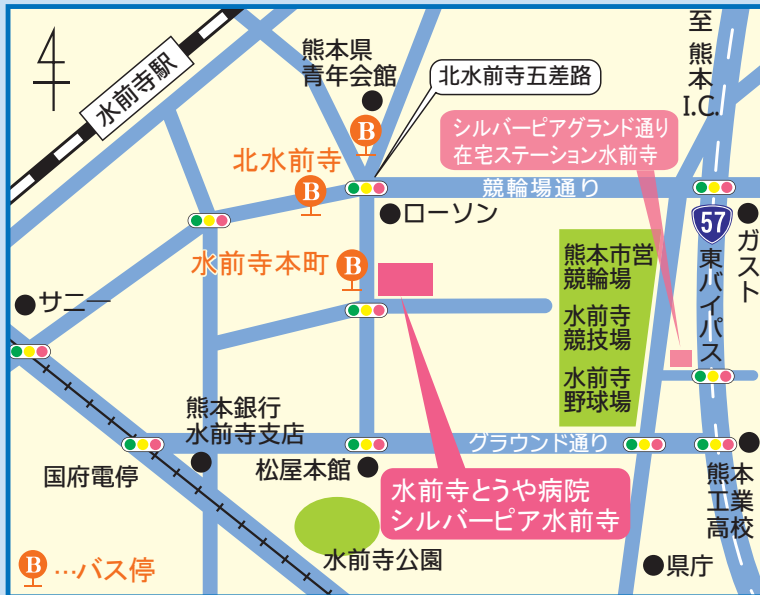 水前寺駅
熊本県
青年会館
北水前寺五差路
至
熊
本
I.C.
B
シルバーピアグランド通り
在宅ステーション水前寺
北水前寺
B
競輪場通り
ローソン
57
東バイパス
ガスト
水前寺本町
B
熊本市営
競輪場
水前寺
競技場
水前寺
野球場
サニー
熊本銀行
水前寺支店
グラウンド通り
国府電停
松屋本館
水前寺とうや病院
シルバーピア水前寺
熊本
工業
高校
水前寺公園
県庁
B…バス停